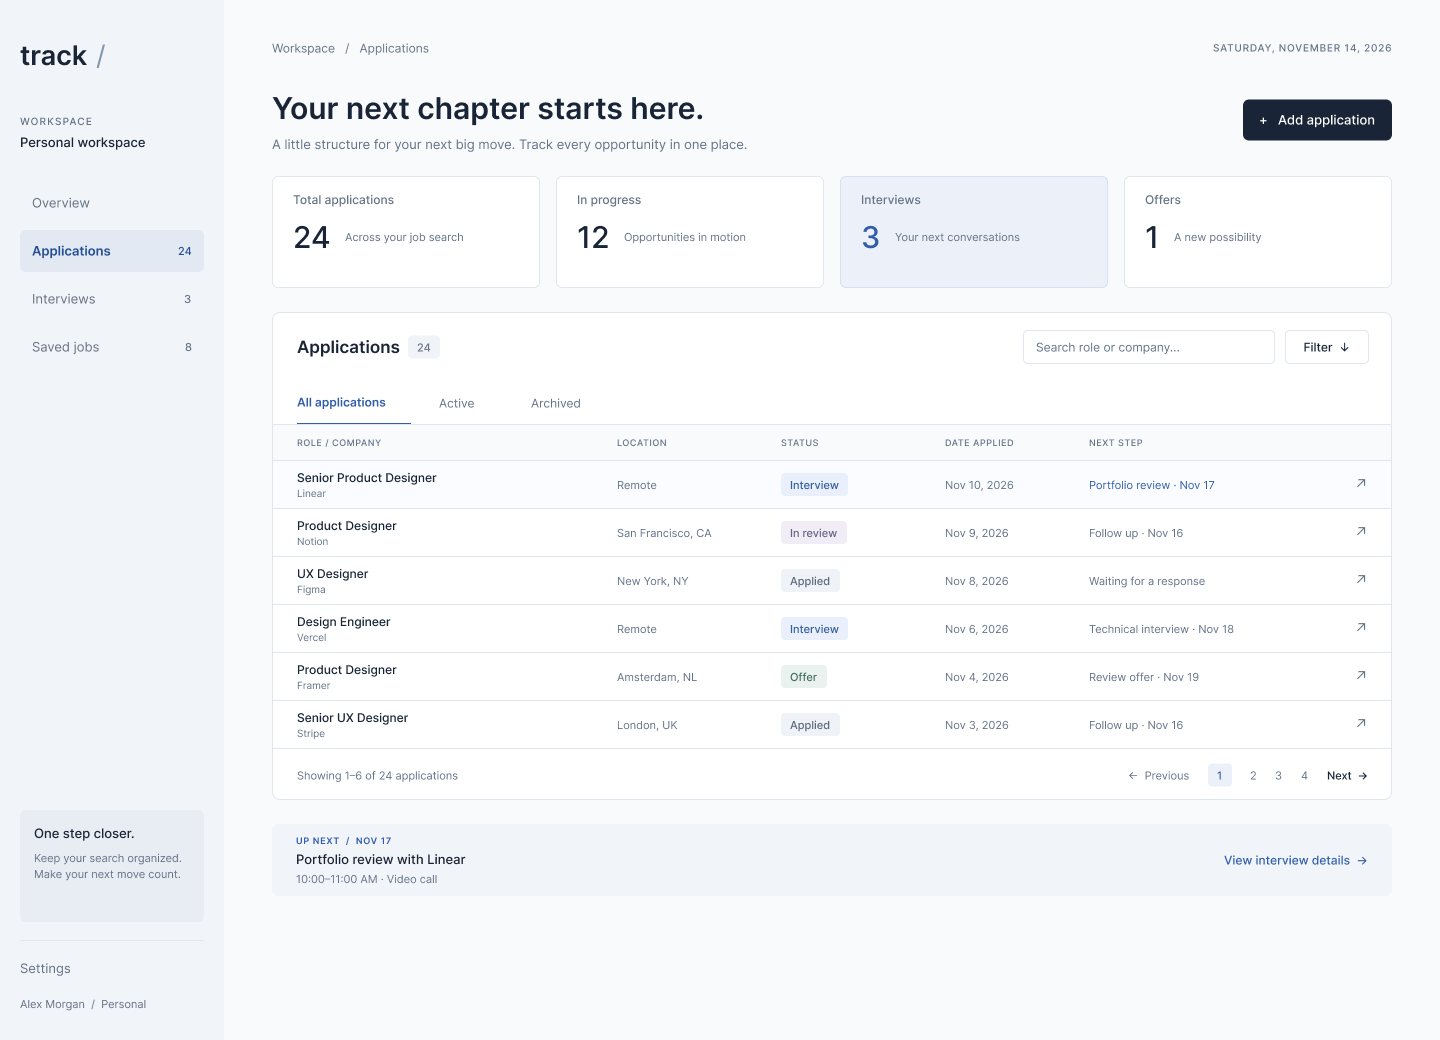 track /
WORKSPACE
Personal workspace
Overview
Applications 24
Interviews 3
Saved jobs 8
One step closer.
Keep your search organized.
Make your next move count.
Settings
Alex Morgan / Personal
Workspace / Applications
SATURDAY, NOVEMBER 14, 2026
Your next chapter starts here.
A little structure for your next big move. Track every opportunity in one place.
+ Add application
Total applications
24 Across your job search
In progress
12 Opportunities in motion
Interviews
3 Your next conversations
Offers
1 A new possibility
Applications 24
Search role or company...
Filter ↓
All applications Active Archived
ROLE / COMPANY LOCATION STATUS DATE APPLIED NEXT STEP
Senior Product Designer
Linear
Remote Interview Nov 10, 2026 Portfolio review · Nov 17 ↗
Product Designer
Notion
San Francisco, CA In review Nov 9, 2026 Follow up · Nov 16 ↗
UX Designer
Figma
New York, NY Applied Nov 8, 2026 Waiting for a response ↗
Design Engineer
Vercel
Remote Interview Nov 6, 2026 Technical interview · Nov 18 ↗
Product Designer
Framer
Amsterdam, NL Offer Nov 4, 2026 Review offer · Nov 19 ↗
Senior UX Designer
Stripe
London, UK Applied Nov 3, 2026 Follow up · Nov 16 ↗
Showing 1–6 of 24 applications
← Previous 1 2 3 4 Next →
UP NEXT / NOV 17
Portfolio review with Linear
10:00–11:00 AM · Video call
View interview details →